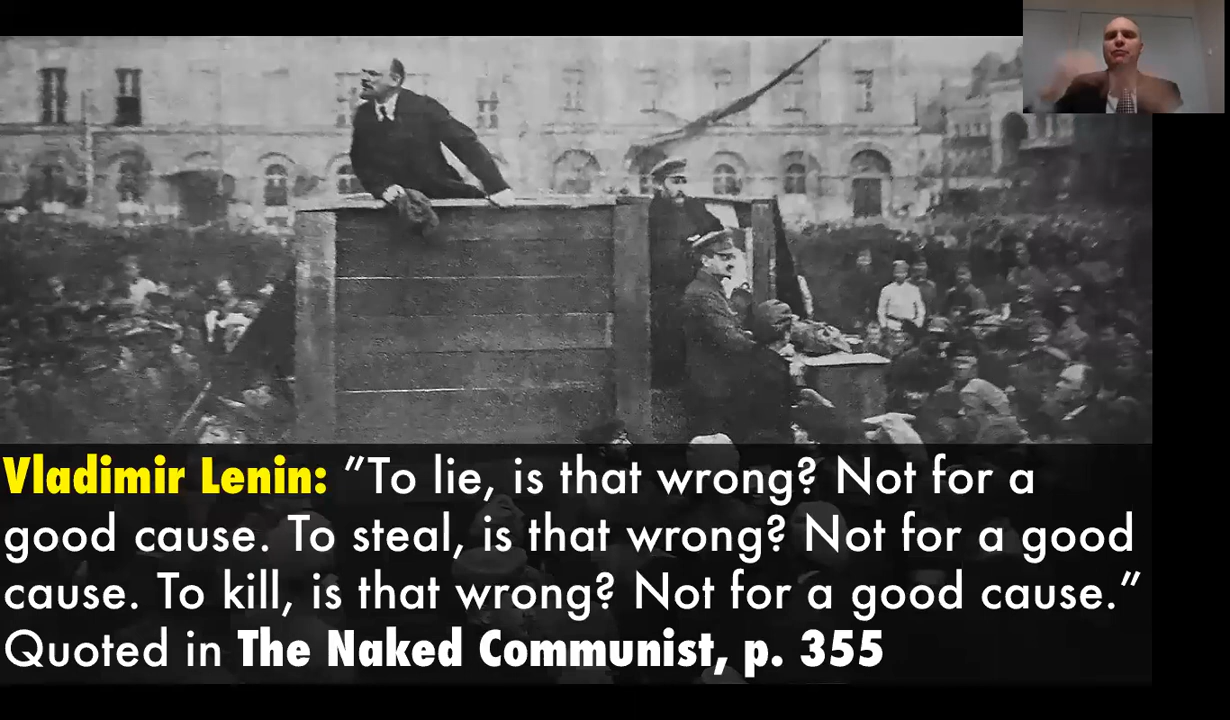 Vladimir Lenin: "To lie, is that wrong? Not for a
good cause. To steal, is that wrong? Not for a good
cause. To kill, is that wrong? Not for a good cause."
Quoted in The Naked Communist, p. 355